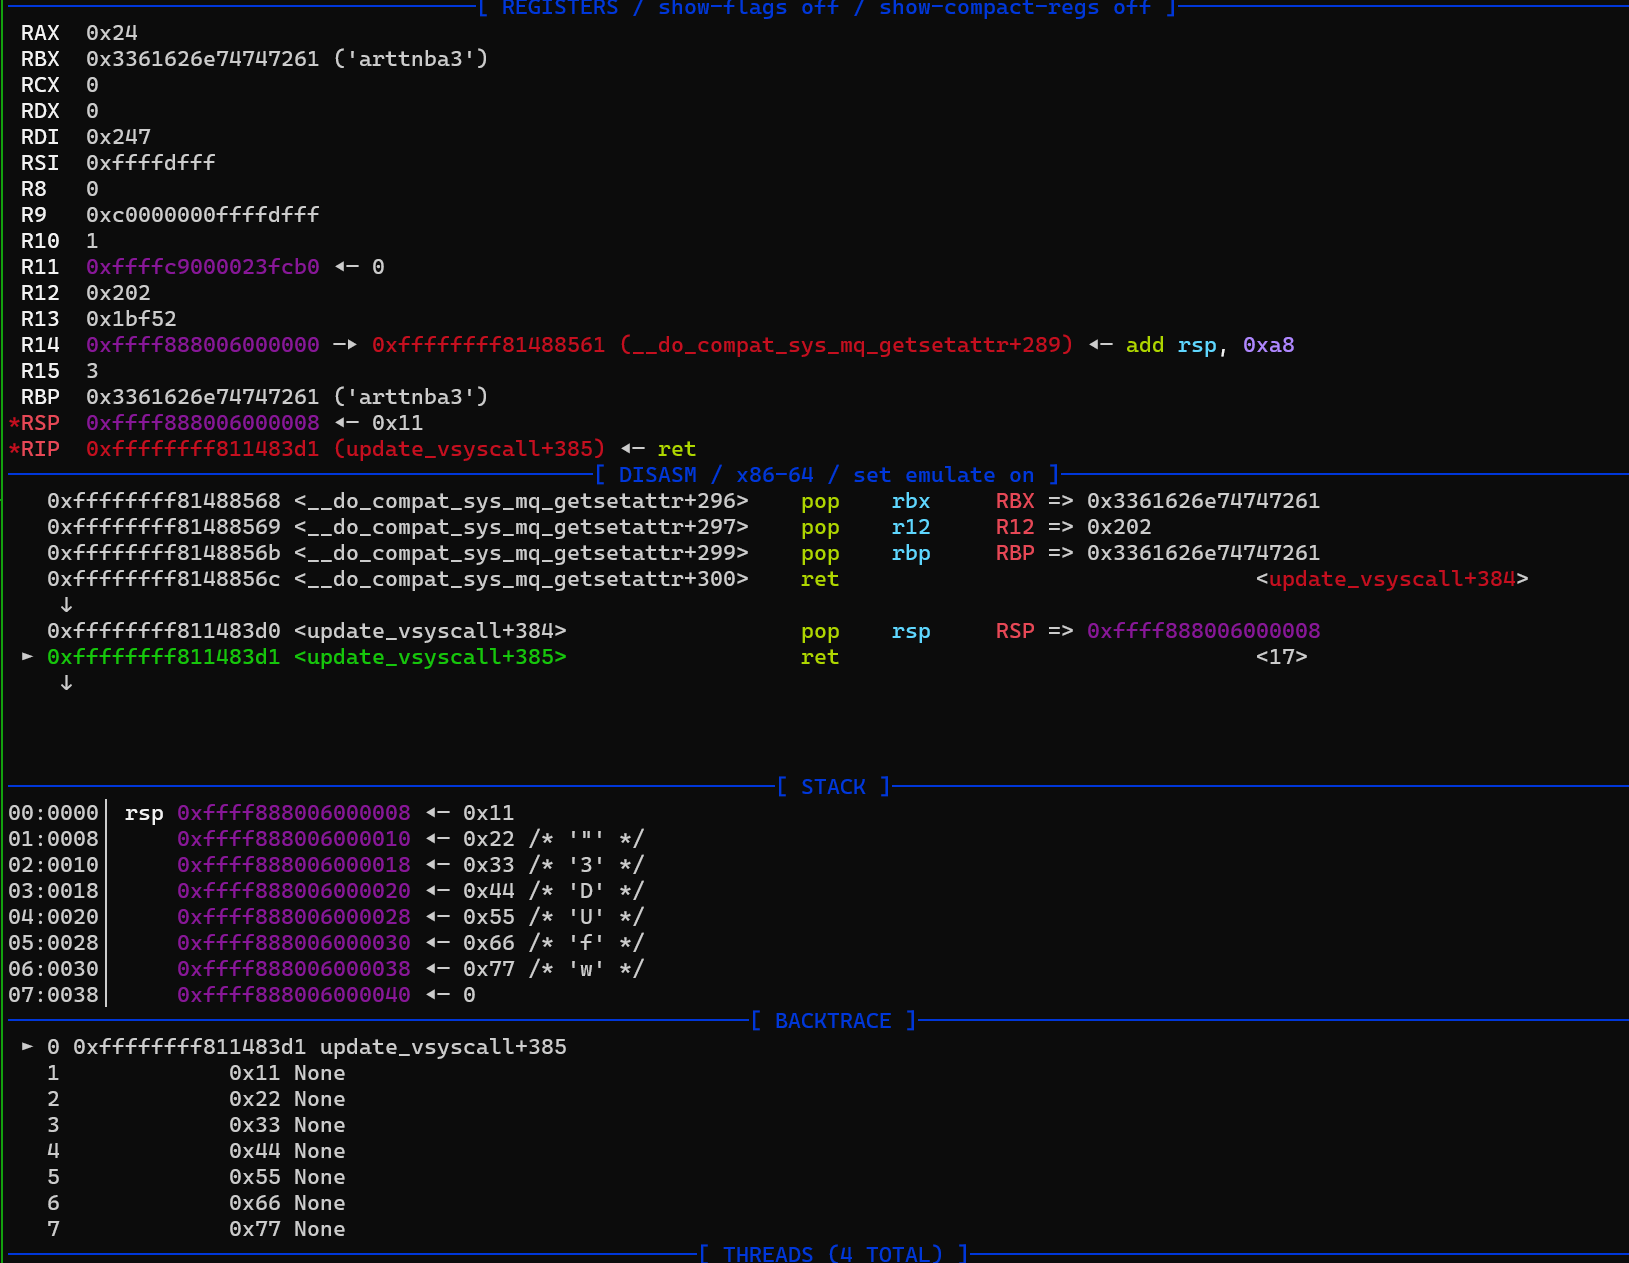 [ REGISTERS / show-flags off / show-compact-regs off ]
RAX  0x24
RBX  0x3361626e74747261 ('arttnba3')
RCX  0
RDX  0
RDI  0x247
RSI  0xffffdfff
R8   0
R9   0xc0000000ffffdfff
R10  1
R11  0xffffc9000023fcb0 ◂— 0
R12  0x202
R13  0x1bf52
R14  0xffff888006000000 —▸ 0xffffffff81488561 (__do_compat_sys_mq_getsetattr+289) ◂— add rsp, 0xa8
R15  3
RBP  0x3361626e74747261 ('arttnba3')
*RSP  0xffff888006000008 ◂— 0x11
*RIP  0xffffffff811483d1 (update_vsyscall+385) ◂— ret
[ DISASM / x86-64 / set emulate on ]
0xffffffff81488568 <__do_compat_sys_mq_getsetattr+296>    pop    rbx     RBX => 0x3361626e74747261
0xffffffff81488569 <__do_compat_sys_mq_getsetattr+297>    pop    r12     R12 => 0x202
0xffffffff8148856b <__do_compat_sys_mq_getsetattr+299>    pop    rbp     RBP => 0x3361626e74747261
0xffffffff8148856c <__do_compat_sys_mq_getsetattr+300>    ret                                <update_vsyscall+384>
↓
0xffffffff811483d0 <update_vsyscall+384>                  pop    rsp     RSP => 0xffff888006000008
► 0xffffffff811483d1 <update_vsyscall+385>                  ret                                <17>
↓
[ STACK ]
00:0000│ rsp 0xffff888006000008 ◂— 0x11
01:0008│     0xffff888006000010 ◂— 0x22 /* '"' */
02:0010│     0xffff888006000018 ◂— 0x33 /* '3' */
03:0018│     0xffff888006000020 ◂— 0x44 /* 'D' */
04:0020│     0xffff888006000028 ◂— 0x55 /* 'U' */
05:0028│     0xffff888006000030 ◂— 0x66 /* 'f' */
06:0030│     0xffff888006000038 ◂— 0x77 /* 'w' */
07:0038│     0xffff888006000040 ◂— 0
[ BACKTRACE ]
► 0 0xffffffff811483d1 update_vsyscall+385
1             0x11 None
2             0x22 None
3             0x33 None
4             0x44 None
5             0x55 None
6             0x66 None
7             0x77 None
[ THREADS (4 TOTAL) ]